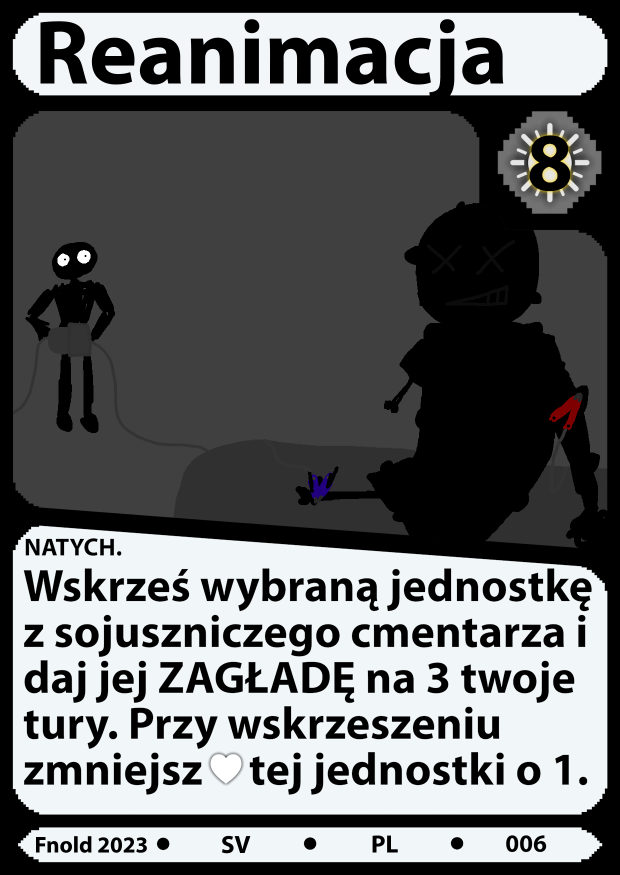 Reanimacja
8
NATYCH.
Wskrześ wybraną jednostkę
z sojuszniczego cmentarza i
daj jej ZAGŁADĘ na 3 twoje
tury. Przy wskrzeszeniu
zmniejsz🤍tej jednostki o 1.
Fnold 2023 • SV • PL • 006